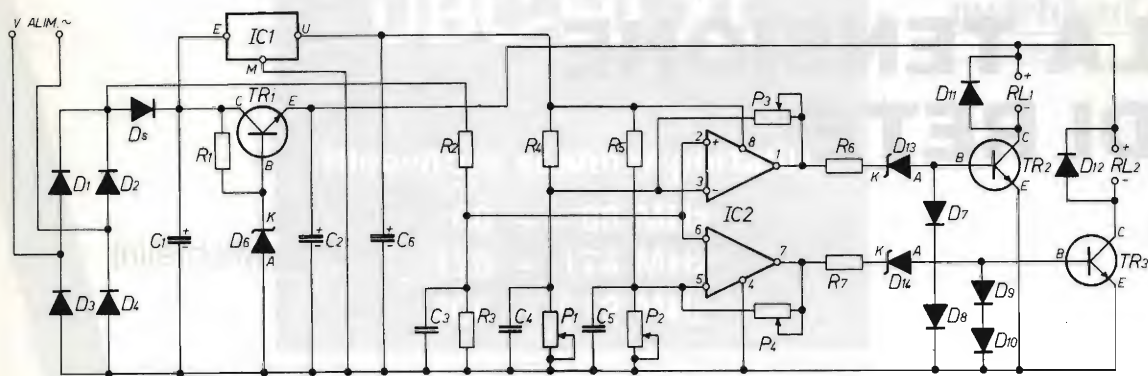 V ALIM.~
E IC1 U
M
C TR1 E
B
D5
R1
D1 D2
D3 D4
C1 + -
K
D6
A
C2 + -
C6 + -
R2 R4 R5
C3 R3 C4 P1 C5 P2
P3
2 + 8
3 - 1
IC2
6 7
5 4
P4
R6 K D13 A
R7 K D14 A
D7
D8
D9
D10
D11 + RL1 -
B C TR2 E
D12 + RL2 -
B C TR3 E